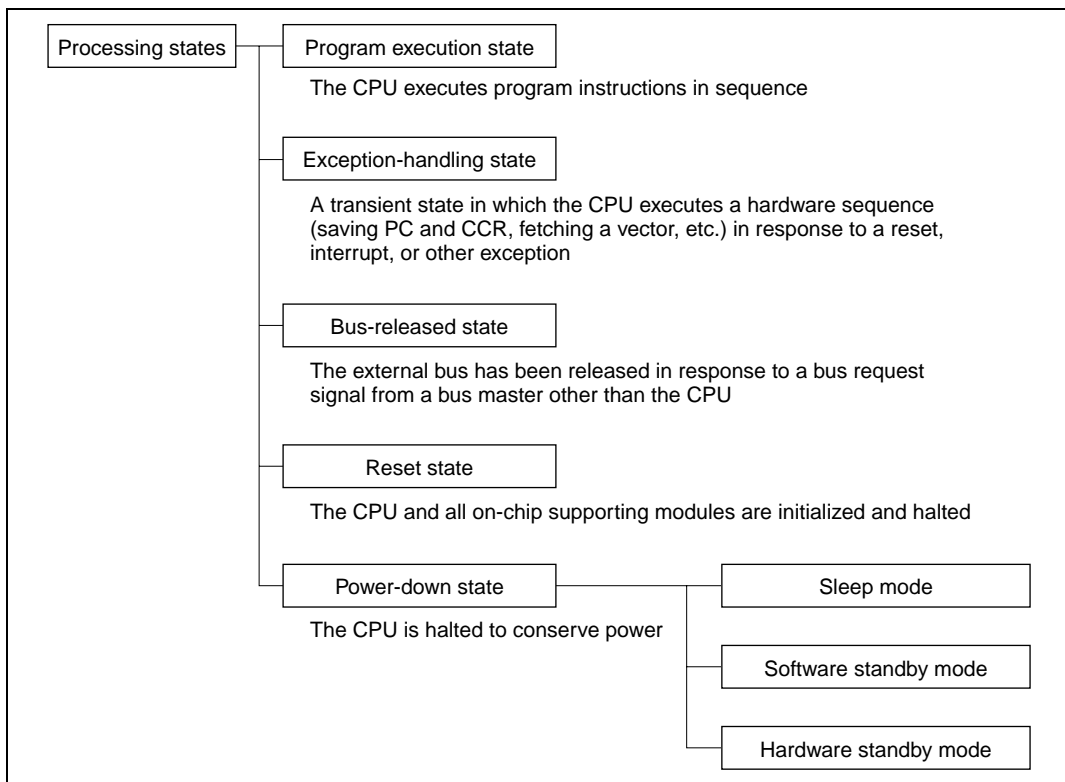 Processing states
Program execution state
The CPU executes program instructions in sequence
Exception-handling state
A transient state in which the CPU executes a hardware sequence
(saving PC and CCR, fetching a vector, etc.) in response to a reset,
interrupt, or other exception
Bus-released state
The external bus has been released in response to a bus request
signal from a bus master other than the CPU
Reset state
The CPU and all on-chip supporting modules are initialized and halted
Power-down state
The CPU is halted to conserve power
Sleep mode
Software standby mode
Hardware standby mode